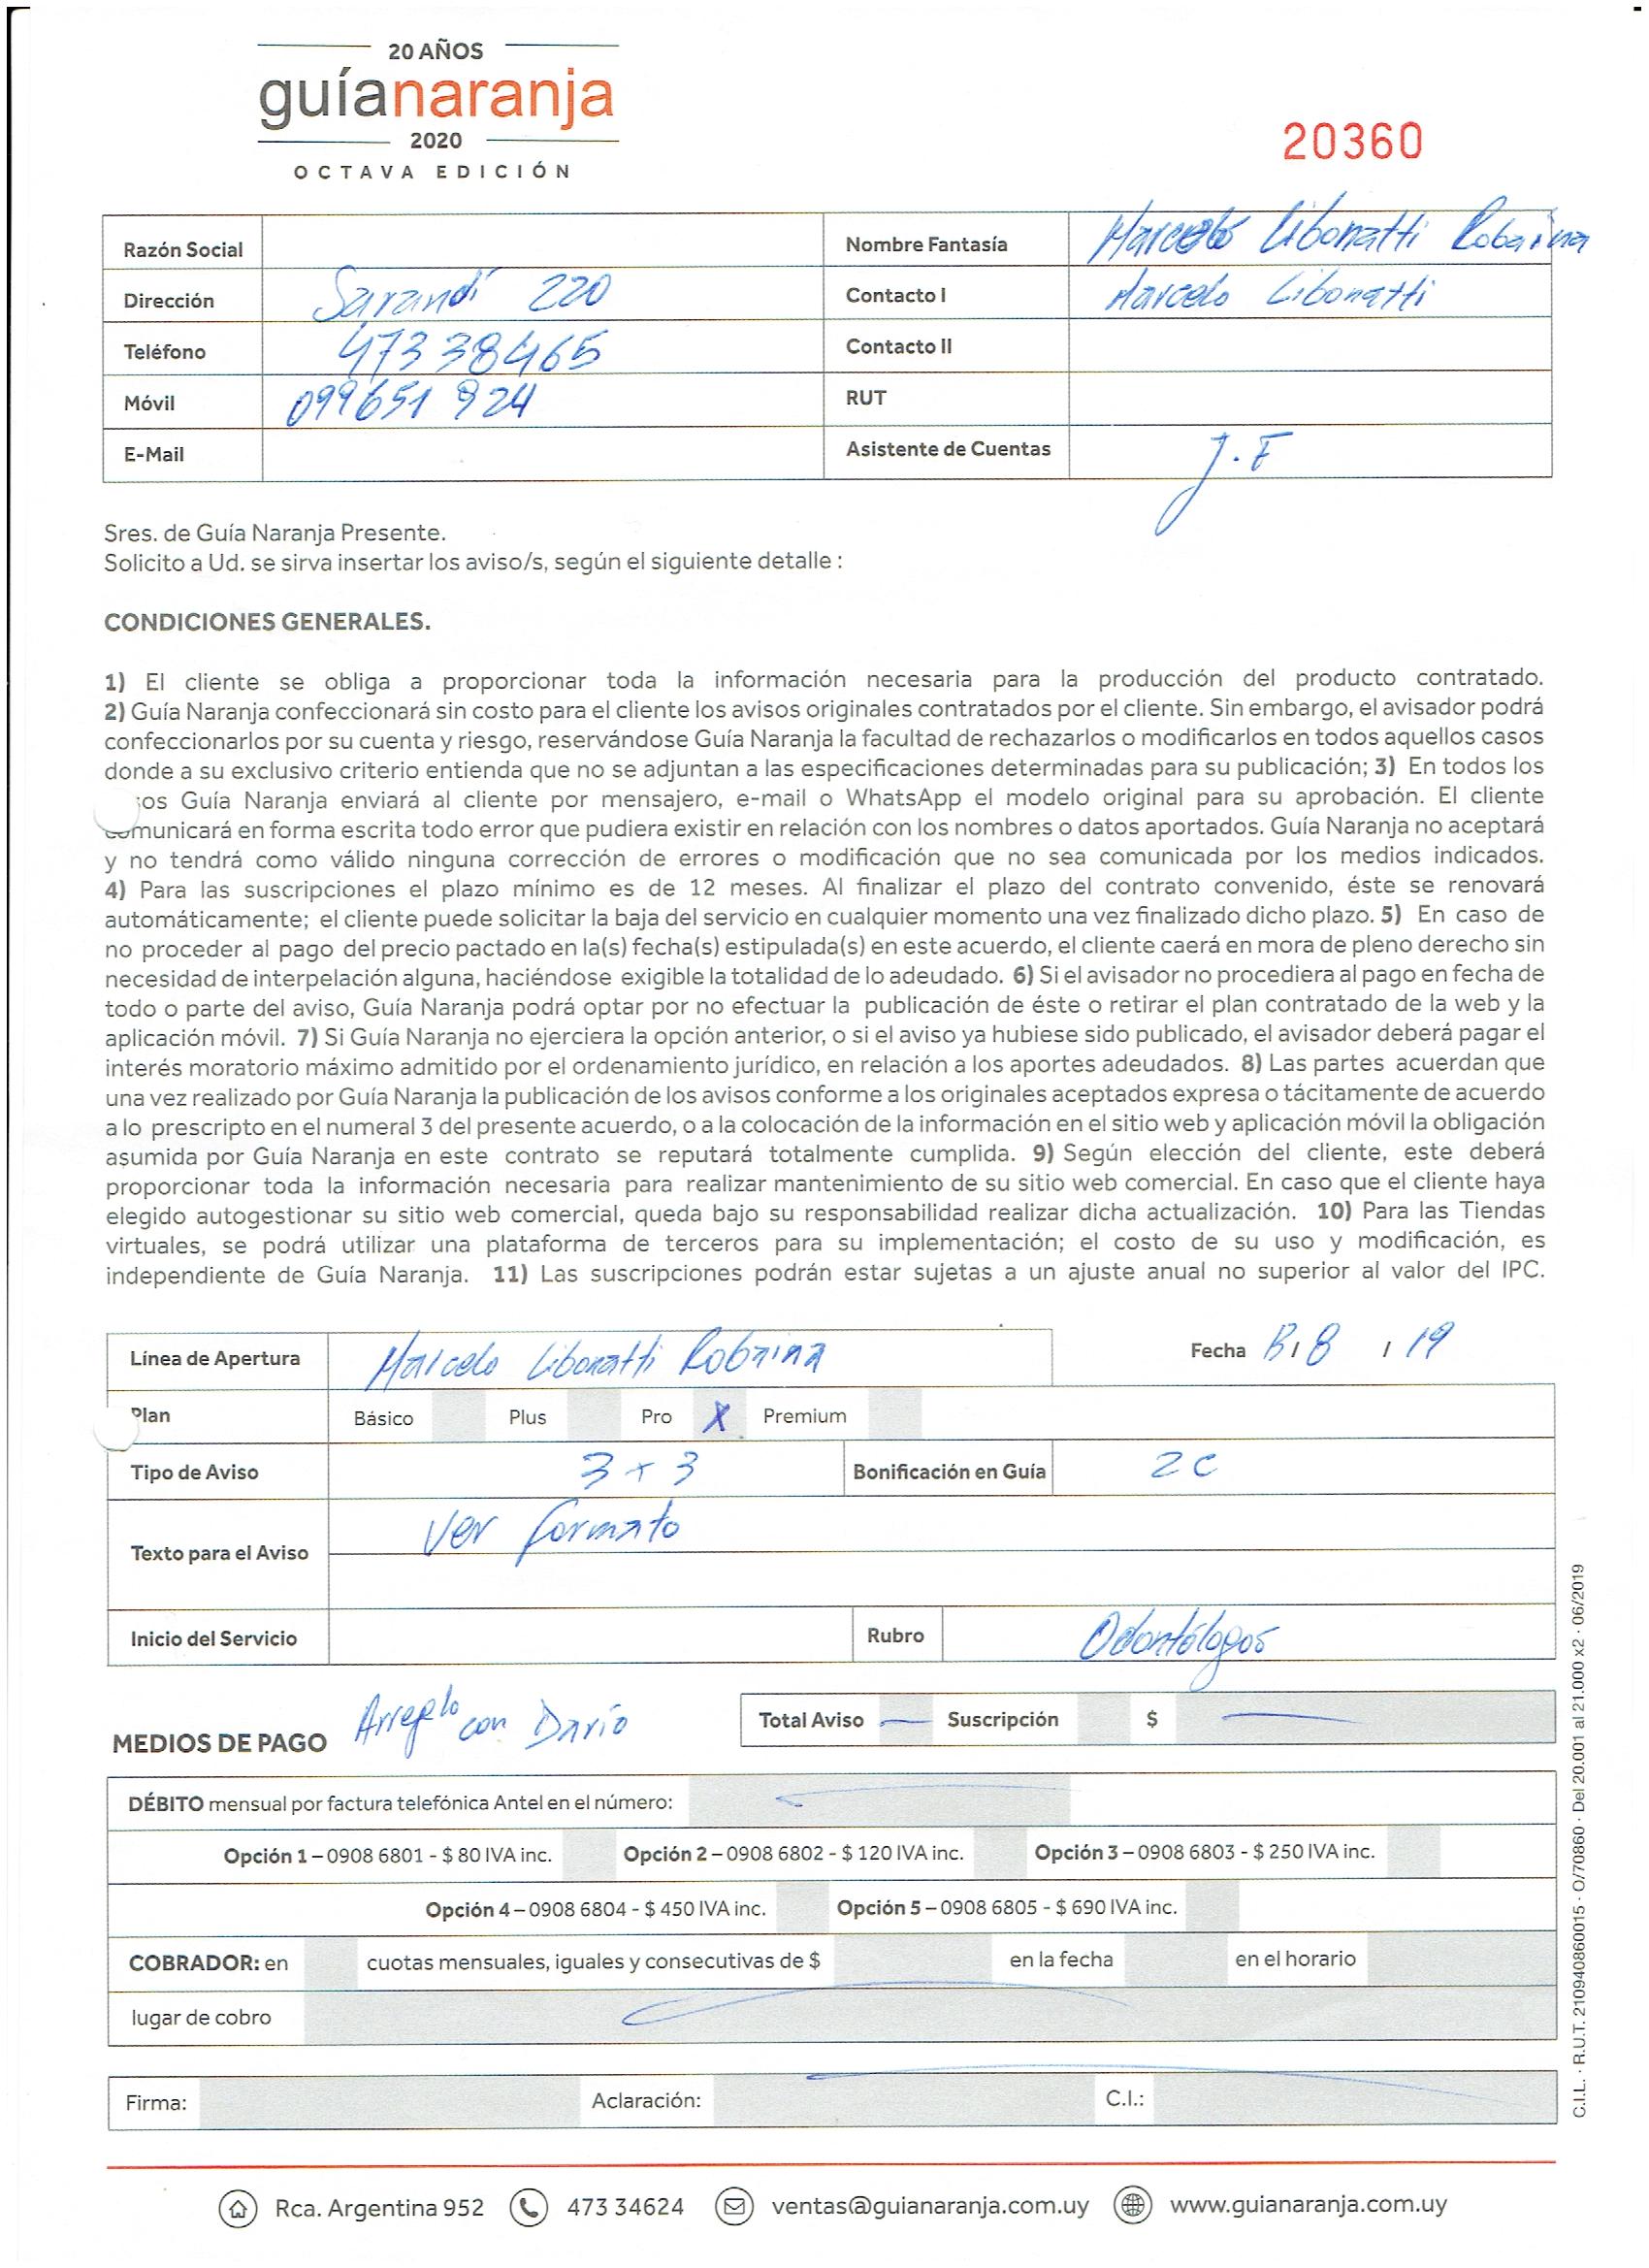 20 AÑOS
guíanaranja
2020
OCTAVA EDICIÓN
20360
Razón Social
Nombre Fantasía Marcelo Libonatti Robaina
Dirección Sarandí 220
Contacto I Marcelo Libonatti
Teléfono 473 38465
Contacto II
Móvil 099651 924
RUT
E-Mail
Asistente de Cuentas J.F
Sres. de Guía Naranja Presente.
Solicito a Ud. se sirva insertar los aviso/s, según el siguiente detalle :
CONDICIONES GENERALES.
1) El cliente se obliga a proporcionar toda la información necesaria para la producción del producto contratado.
2) Guía Naranja confeccionará sin costo para el cliente los avisos originales contratados por el cliente. Sin embargo, el avisador podrá
confeccionarlos por su cuenta y riesgo, reservándose Guía Naranja la facultad de rechazarlos o modificarlos en todos aquellos casos
donde a su exclusivo criterio entienda que no se adjuntan a las especificaciones determinadas para su publicación; 3) En todos los
os Guía Naranja enviará al cliente por mensajero, e-mail o WhatsApp el modelo original para su aprobación. El cliente
comunicará en forma escrita todo error que pudiera existir en relación con los nombres o datos aportados. Guía Naranja no aceptará
y no tendrá como válido ninguna corrección de errores o modificación que no sea comunicada por los medios indicados.
4) Para las suscripciones el plazo mínimo es de 12 meses. Al finalizar el plazo del contrato convenido, éste se renovará
automáticamente; el cliente puede solicitar la baja del servicio en cualquier momento una vez finalizado dicho plazo. 5) En caso de
no proceder al pago del precio pactado en la(s) fecha(s) estipulada(s) en este acuerdo, el cliente caerá en mora de pleno derecho sin
necesidad de interpelación alguna, haciéndose exigible la totalidad de lo adeudado. 6) Si el avisador no procediera al pago en fecha de
todo o parte del aviso, Guía Naranja podrá optar por no efectuar la publicación de éste o retirar el plan contratado de la web y la
aplicación móvil. 7) Si Guía Naranja no ejerciera la opción anterior, o si el aviso ya hubiese sido publicado, el avisador deberá pagar el
interés moratorio máximo admitido por el ordenamiento jurídico, en relación a los aportes adeudados. 8) Las partes acuerdan que
una vez realizado por Guía Naranja la publicación de los avisos conforme a los originales aceptados expresa o tácitamente de acuerdo
a lo prescripto en el numeral 3 del presente acuerdo, o a la colocación de la información en el sitio web y aplicación móvil la obligación
asumida por Guía Naranja en este contrato se reputará totalmente cumplida. 9) Según elección del cliente, este deberá
proporcionar toda la información necesaria para realizar mantenimiento de su sitio web comercial. En caso que el cliente haya
elegido autogestionar su sitio web comercial, queda bajo su responsabilidad realizar dicha actualización. 10) Para las Tiendas
virtuales, se podrá utilizar una plataforma de terceros para su implementación; el costo de su uso y modificación, es
independiente de Guía Naranja. 11) Las suscripciones podrán estar sujetas a un ajuste anual no superior al valor del IPC.
Línea de Apertura Marcelo Libonatti Robaina
Fecha / 8 / 19
Plan Básico Plus Pro X Premium
Tipo de Aviso 3 x 3 Bonificación en Guía 2c
Texto para el Aviso Ver formato
Inicio del Servicio Rubro Odontólogos
MEDIOS DE PAGO Arreglo con Darío
Total Aviso — Suscripción $ —
DÉBITO mensual por factura telefónica Antel en el número:
Opción 1 – 0908 6801 - $ 80 IVA inc. Opción 2 – 0908 6802 - $ 120 IVA inc. Opción 3 – 0908 6803 - $ 250 IVA inc.
Opción 4 – 0908 6804 - $ 450 IVA inc. Opción 5 – 0908 6805 - $ 690 IVA inc.
COBRADOR: en cuotas mensuales, iguales y consecutivas de $ en la fecha en el horario
lugar de cobro
Firma: Aclaración: C.I.:
C.I.L. · R.U.T. 210940860015 · O/70860 · Del 20.001 al 21.000 x2 · 06/2019
Rca. Argentina 952 473 34624 ventas@guianaranja.com.uy www.guianaranja.com.uy